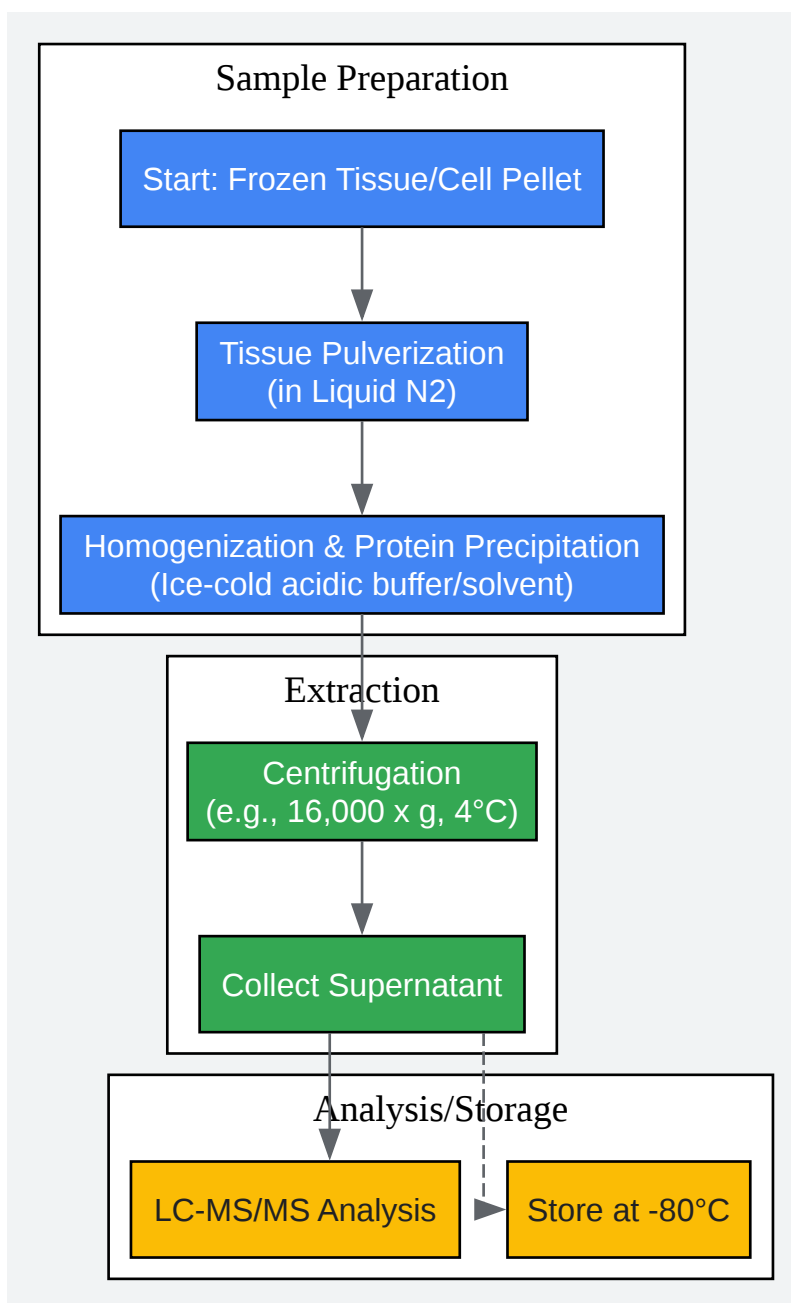 Sample Preparation
Start: Frozen Tissue/Cell Pellet
Tissue Pulverization
(in Liquid N2)
Homogenization & Protein Precipitation
(Ice-cold acidic buffer/solvent)
Extraction
Centrifugation
(e.g., 16,000 x g, 4°C)
Collect Supernatant
Analysis/Storage
LC-MS/MS Analysis
Store at -80°C